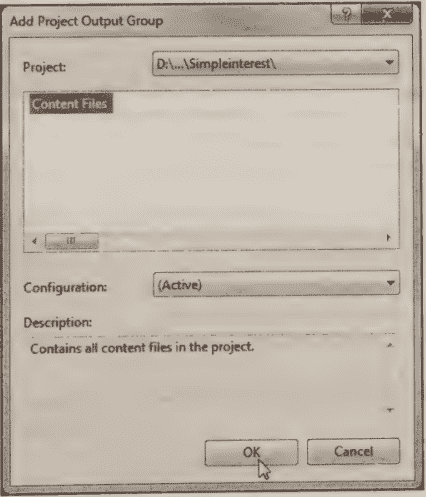 Add Project Output Group
Project: D:\...\Simpleinterest\
Content Files
Configuration: (Active)
Description:
Contains all content files in the project.
OK Cancel